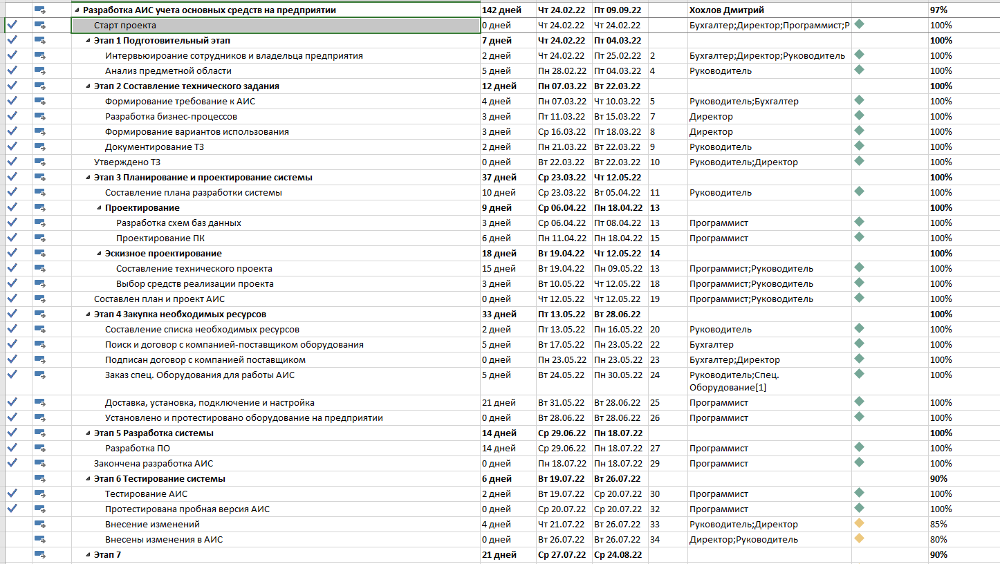 Разработка АИС учета основных средств на предприятии 142 дней Чт 24.02.22 Пт 09.09.22 Хохлов Дмитрий 97%
Старт проекта 0 дней Чт 24.02.22 Чт 24.02.22 Бухгалтер;Директор;Программист;Р 100%
Этап 1 Подготовительный этап 7 дней Чт 24.02.22 Пт 04.03.22 100%
Интервьюироание сотрудников и владельца предприятия 2 дней Чт 24.02.22 Пт 25.02.22 2 Бухгалтер;Директор;Руководитель 100%
Анализ предметной области 5 дней Пн 28.02.22 Пт 04.03.22 4 Руководитель 100%
Этап 2 Составление технического задания 12 дней Пн 07.03.22 Вт 22.03.22 100%
Формирование требование к АИС 4 дней Пн 07.03.22 Чт 10.03.22 5 Руководитель;Бухгалтер 100%
Разработка бизнес-процессов 3 дней Пт 11.03.22 Вт 15.03.22 7 Директор 100%
Формирование вариантов использования 3 дней Ср 16.03.22 Пт 18.03.22 8 Директор 100%
Документирование ТЗ 2 дней Пн 21.03.22 Вт 22.03.22 9 Руководитель 100%
Утверждено ТЗ 0 дней Вт 22.03.22 Вт 22.03.22 10 Руководитель;Директор 100%
Этап 3 Планирование и проектирование системы 37 дней Ср 23.03.22 Чт 12.05.22 100%
Составление плана разработки системы 10 дней Ср 23.03.22 Вт 05.04.22 11 Руководитель 100%
Проектирование 9 дней Ср 06.04.22 Пн 18.04.22 13 100%
Разработка схем баз данных 3 дней Ср 06.04.22 Пт 08.04.22 13 Программист 100%
Проектирование ПК 6 дней Пн 11.04.22 Пн 18.04.22 15 Программист 100%
Эскизное проектирование 18 дней Вт 19.04.22 Чт 12.05.22 14 100%
Составление технического проекта 15 дней Вт 19.04.22 Пн 09.05.22 13 Программист;Руководитель 100%
Выбор средств реализации проекта 3 дней Вт 10.05.22 Чт 12.05.22 18 Программист;Руководитель 100%
Составлен план и проект АИС 0 дней Чт 12.05.22 Чт 12.05.22 19 Программист;Руководитель 100%
Этап 4 Закупка необходимых ресурсов 33 дней Пт 13.05.22 Вт 28.06.22 100%
Составление списка необходимых ресурсов 2 дней Пт 13.05.22 Пн 16.05.22 20 Руководитель 100%
Поиск и договор с компанией-поставщиком оборудования 5 дней Вт 17.05.22 Пн 23.05.22 22 Бухгалтер 100%
Подписан договор с компанией поставщиком 0 дней Пн 23.05.22 Пн 23.05.22 23 Бухгалтер;Директор 100%
Заказ спец. Оборудования для работы АИС 5 дней Вт 24.05.22 Пн 30.05.22 24 Руководитель;Спец. 100%
Оборудование[1]
Доставка, установка, подключение и настройка 21 дней Вт 31.05.22 Вт 28.06.22 25 Программист 100%
Установлено и протестировано оборудование на предприятии 0 дней Вт 28.06.22 Вт 28.06.22 26 Программист 100%
Этап 5 Разработка системы 14 дней Ср 29.06.22 Пн 18.07.22 100%
Разработка ПО 14 дней Ср 29.06.22 Пн 18.07.22 27 Программист 100%
Закончена разработка АИС 0 дней Пн 18.07.22 Пн 18.07.22 29 Программист 100%
Этап 6 Тестирование системы 6 дней Вт 19.07.22 Вт 26.07.22 90%
Тестирование АИС 2 дней Вт 19.07.22 Ср 20.07.22 30 Программист 100%
Протестирована пробная версия АИС 0 дней Ср 20.07.22 Ср 20.07.22 32 Программист 100%
Внесение изменений 4 дней Чт 21.07.22 Вт 26.07.22 33 Руководитель;Директор 85%
Внесены изменения в АИС 0 дней Вт 26.07.22 Вт 26.07.22 34 Директор;Руководитель 80%
Этап 7 21 дней Ср 27.07.22 Ср 24.08.22 90%